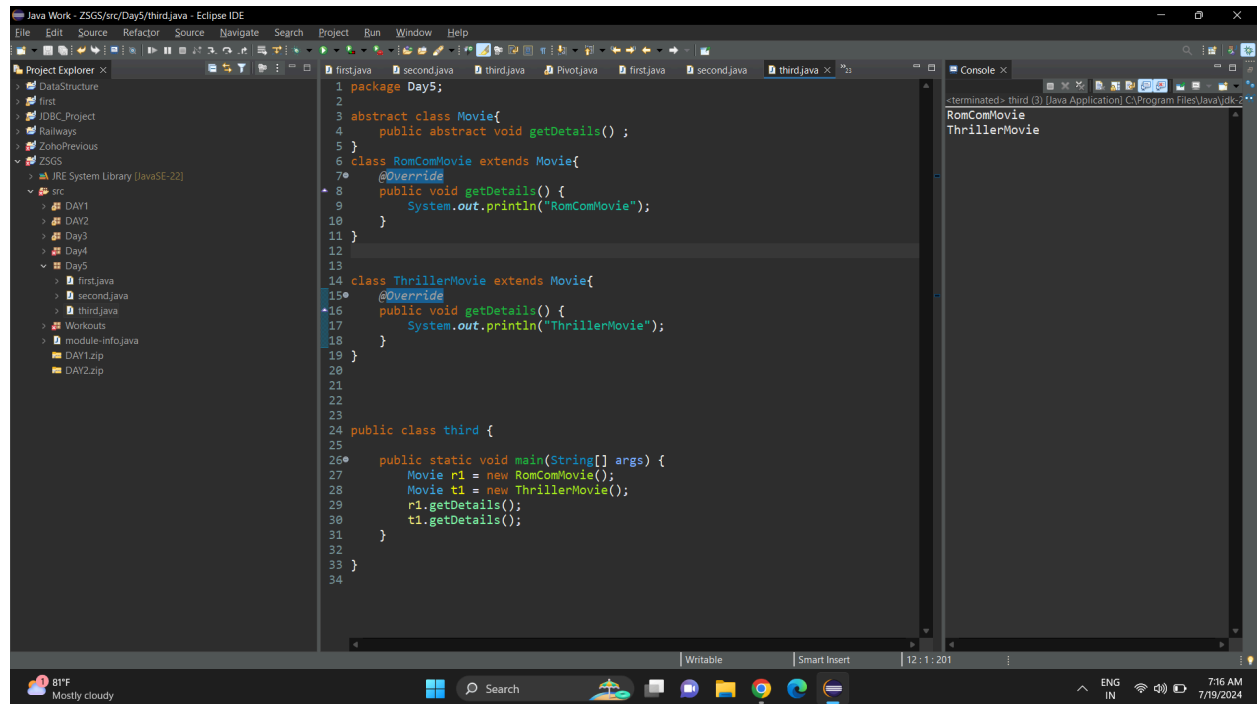 Java Work - ZSGS/src/Day5/third.java - Eclipse IDE
File Edit Source Refactor Source Navigate Search Project Run Window Help
Project Explorer
DataStructure
first
JDBC_Project
Railways
ZohoPrevious
ZSGS
JRE System Library [JavaSE-22]
src
DAY1
DAY2
Day3
Day4
Day5
first.java
second.java
third.java
Workouts
module-info.java
DAY1.zip
DAY2.zip
first.java second.java third.java Pivot.java first.java second.java third.java 23
1 package Day5;
2
3 abstract class Movie{
4     public abstract void getDetails() ;
5 }
6 class RomComMovie extends Movie{
7     @Override
8     public void getDetails() {
9         System.out.println("RomComMovie");
10     }
11 }
12
13
14 class ThrillerMovie extends Movie{
15     @Override
16     public void getDetails() {
17         System.out.println("ThrillerMovie");
18     }
19 }
20
21
22
23
24 public class third {
25
26     public static void main(String[] args) {
27         Movie r1 = new RomComMovie();
28         Movie t1 = new ThrillerMovie();
29         r1.getDetails();
30         t1.getDetails();
31     }
32
33 }
34
Console
<terminated> third (3) [Java Application] C:\Program Files\Java\jdk-2
RomComMovie
ThrillerMovie
Writable Smart Insert 12 : 1 : 201
1
81°F
Mostly cloudy
Search
ENG
IN
7:16 AM
7/19/2024